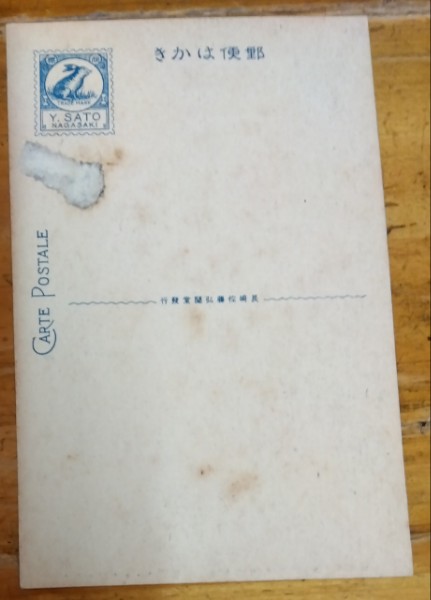 郵便はかき
TRADE MARK
Y. SATO
NAGASAKI
CARTE POSTALE